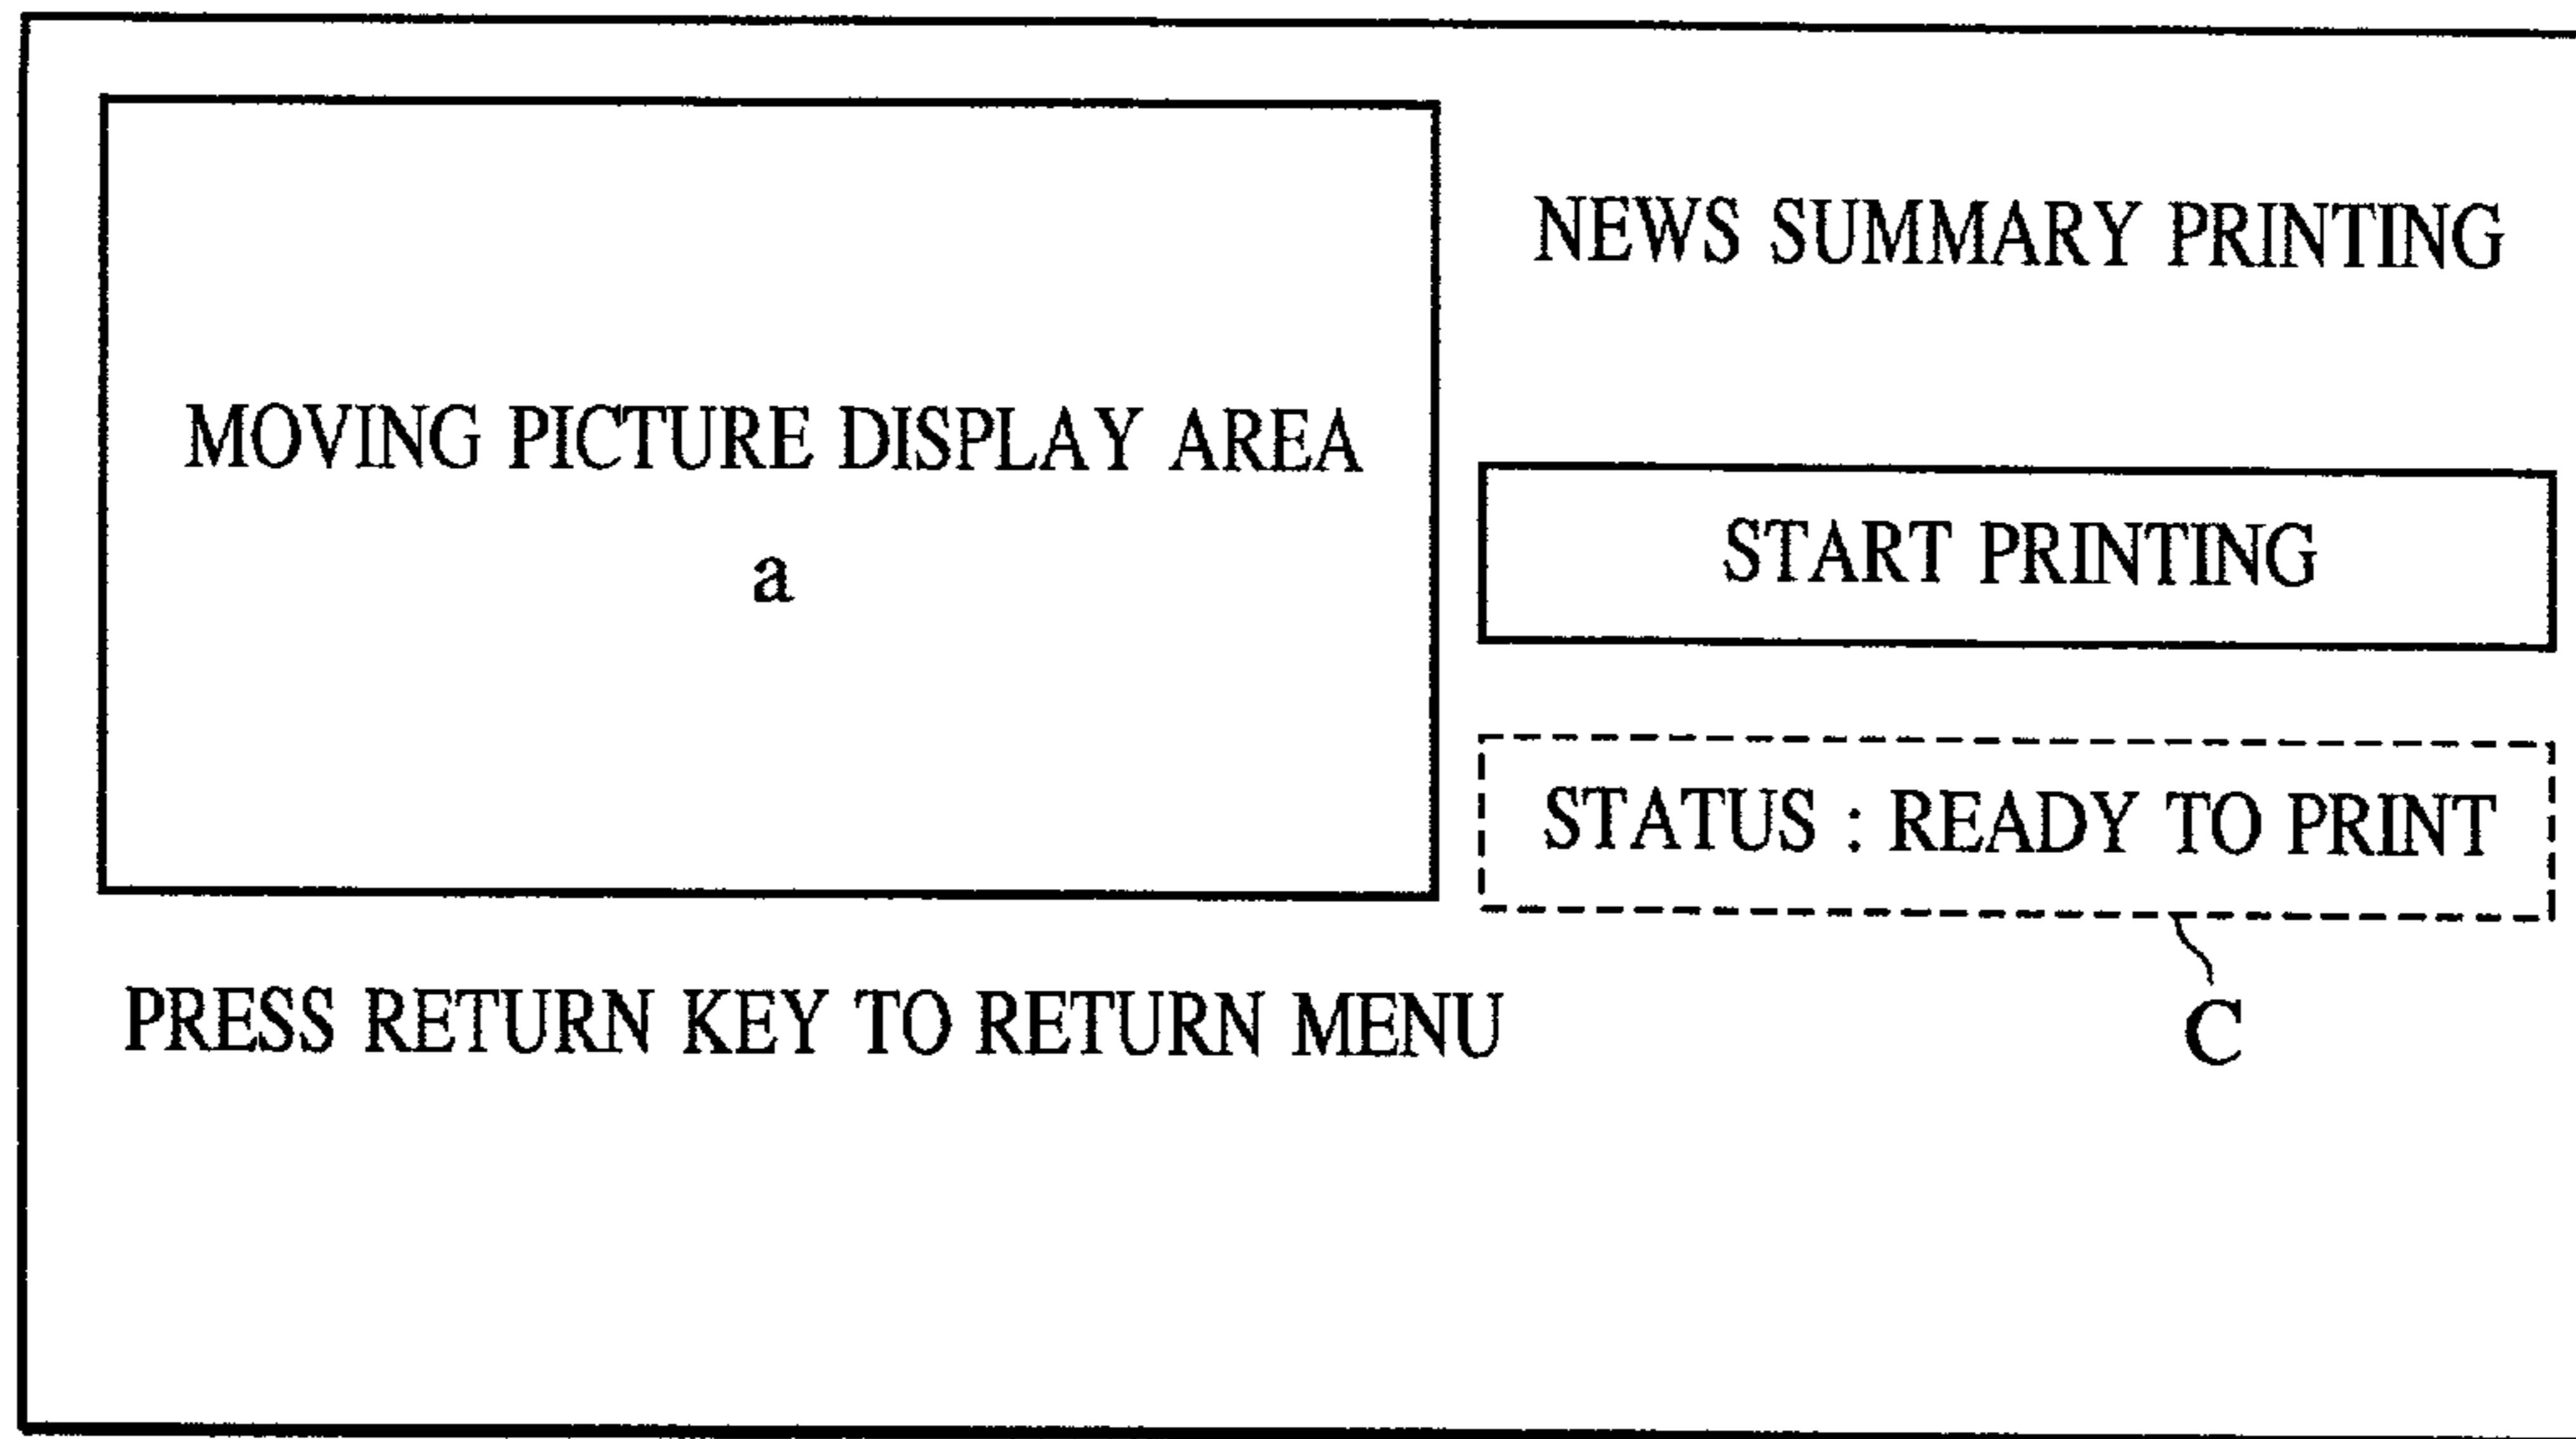 MOVING PICTURE DISPLAY AREA
a
NEWS SUMMARY PRINTING
START PRINTING
STATUS : READY TO PRINT
C
PRESS RETURN KEY TO RETURN MENU